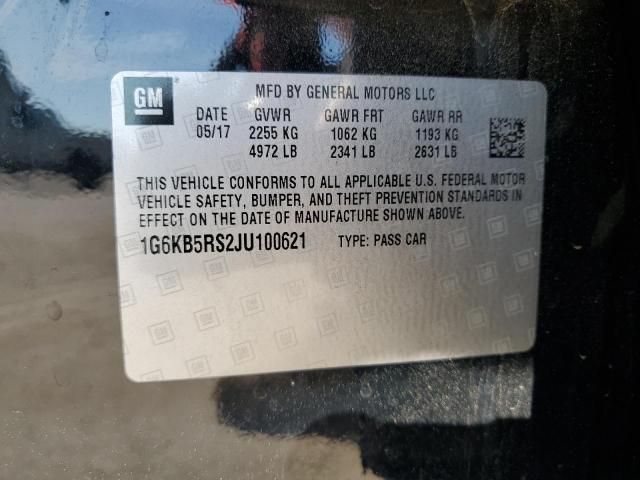 GM
MFD BY GENERAL MOTORS LLC
DATE GVWR GAWR FRT GAWR RR
05/17 2255 KG 1062 KG 1193 KG
4972 LB 2341 LB 2631 LB
THIS VEHICLE CONFORMS TO ALL APPLICABLE U.S. FEDERAL MOTOR
VEHICLE SAFETY, BUMPER, AND THEFT PREVENTION STANDARDS IN
EFFECT ON THE DATE OF MANUFACTURE SHOWN ABOVE.
1G6KB5RS2JU100621 TYPE: PASS CAR